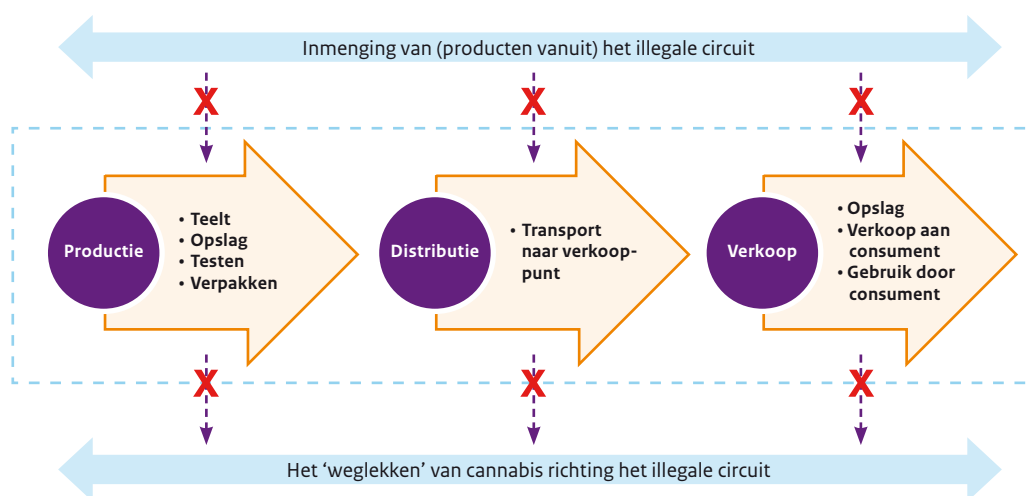 Inmenging van (producten vanuit) het illegale circuit
X
X
X
Productie
• Teelt
• Opslag
• Testen
• Verpakken
Distributie
• Transport
naar verkoop-
punt
Verkoop
• Opslag
• Verkoop aan
consument
• Gebruik door
consument
X
X
X
Het ‘weglekken’ van cannabis richting het illegale circuit